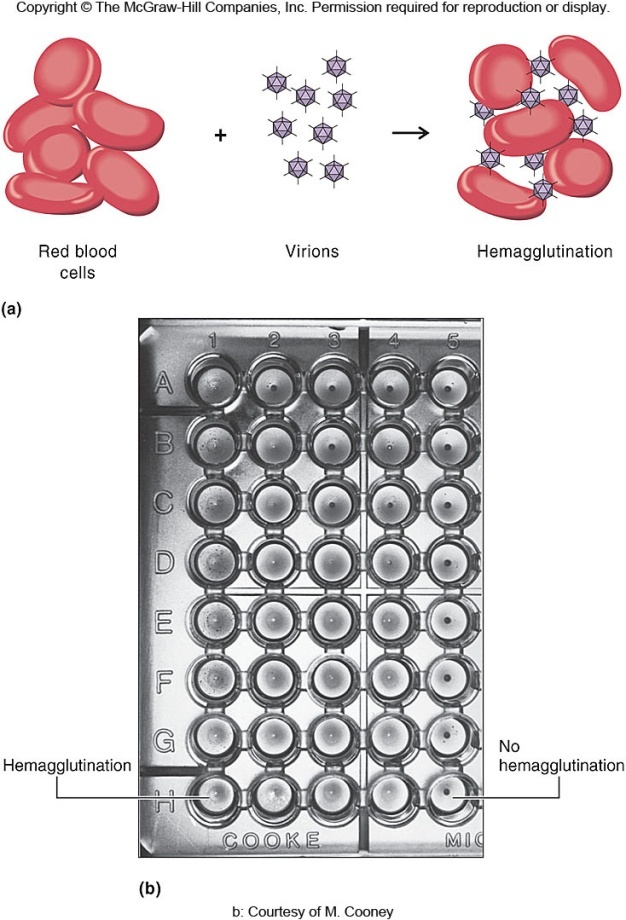 Copyright © The McGraw-Hill Companies, Inc. Permission required for reproduction or display.
+
Red blood
cells
Virions
Hemagglutination
(a)
1 2 3 4 5
A
B
C
D
E
F
G
H
Hemagglutination
No
hemagglutination
COOKE
MIC
(b)
b: Courtesy of M. Cooney